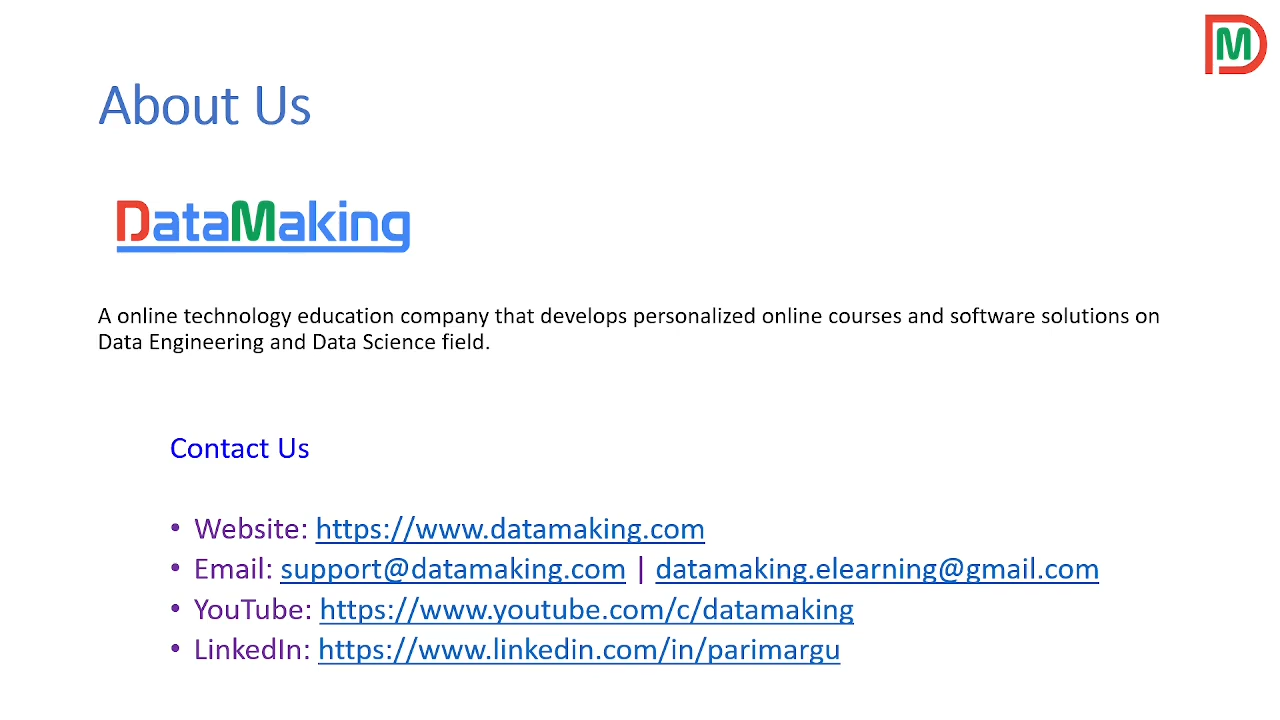 DM
About Us
DataMaking
A online technology education company that develops personalized online courses and software solutions on
Data Engineering and Data Science field.
Contact Us
• Website: https://www.datamaking.com
• Email: support@datamaking.com | datamaking.elearning@gmail.com
• YouTube: https://www.youtube.com/c/datamaking
• LinkedIn: https://www.linkedin.com/in/parimargu